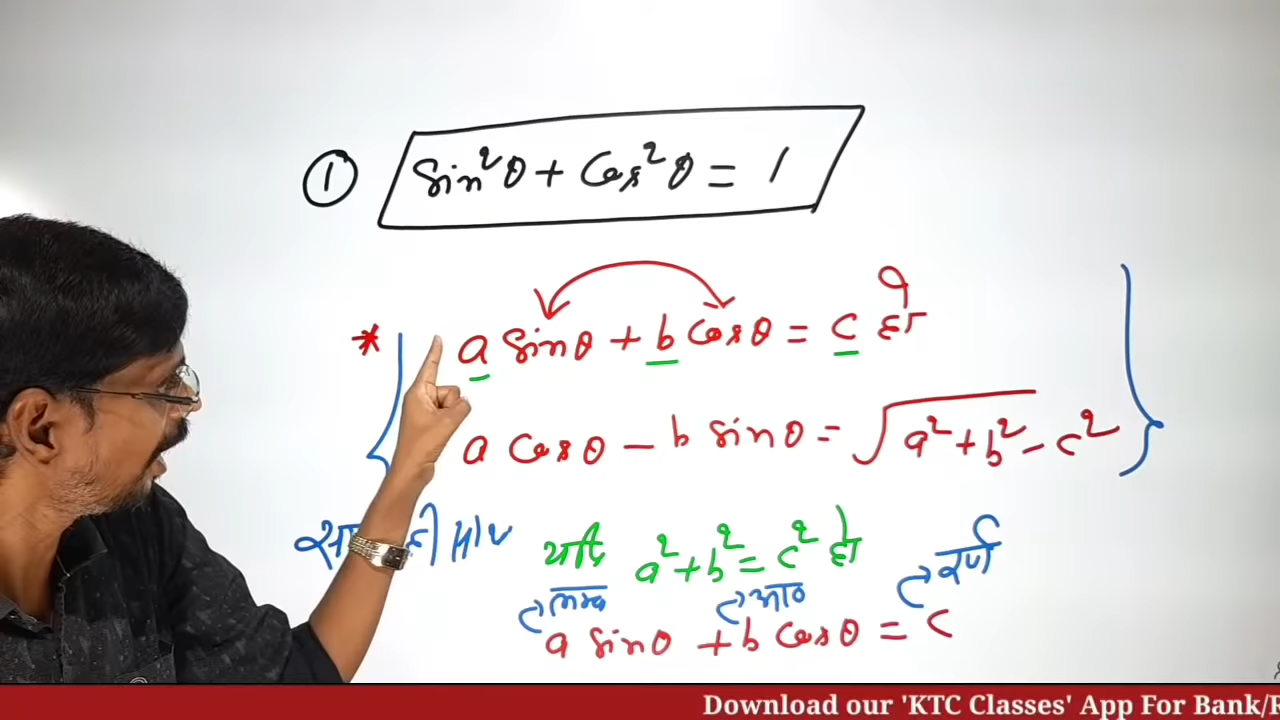 ① Sin²θ + Cos²θ = 1
* a sinθ + b cosθ = c हो
a cosθ - b sinθ = √a²+b²-c²
यदि a²+b² = c² हो
लम्ब आधार कर्ण
a sinθ + b cosθ = c
Download our 'KTC Classes' App For Bank/R